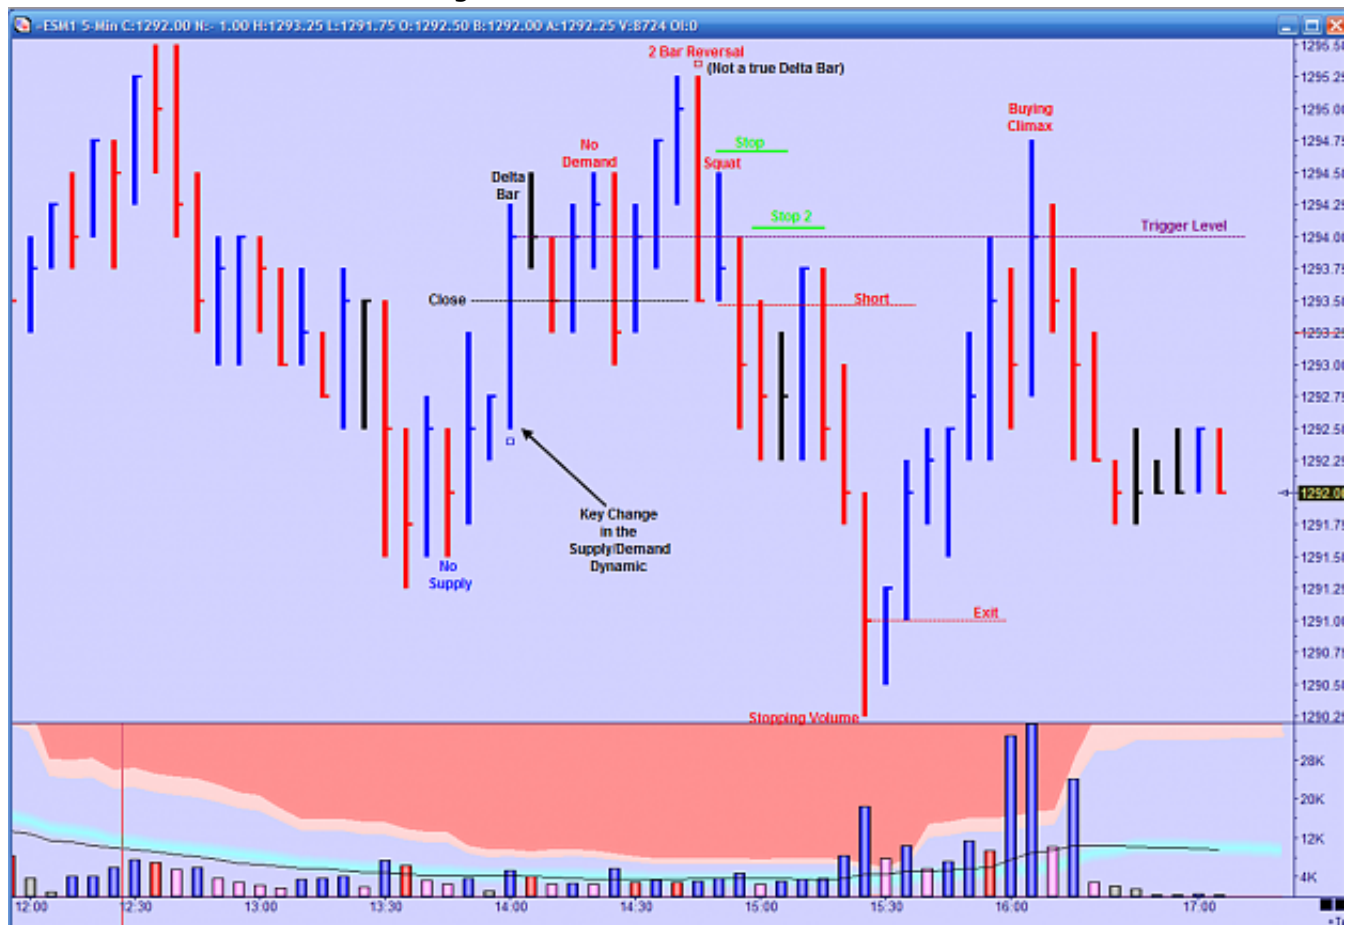 -ESM1 5-Min C:1292.00 N:- 1.00 H:1293.25 L:1291.75 O:1292.50 B:1292.00 A:1292.25 V:8724 OI:0
2 Bar Reversal
(Not a true Delta Bar)
Buying
Climax
Stop
No
Demand
Squat
Delta
Bar
Stop 2
Trigger Level
Close
Short
Key Change
in the
Supply/Demand
Dynamic
No
Supply
Exit
Stopping Volume
1295.50
1295.25
1295.00
1294.75
1294.50
1294.25
1294.00
1293.75
1293.50
1293.25
1293.00
1292.75
1292.50
1292.25
1292.00
1291.75
1291.50
1291.25
1291.00
1290.75
1290.50
1290.25
28K
20K
12K
4K
12:00
12:30
13:00
13:30
14:00
14:30
15:00
15:30
16:00
17:00